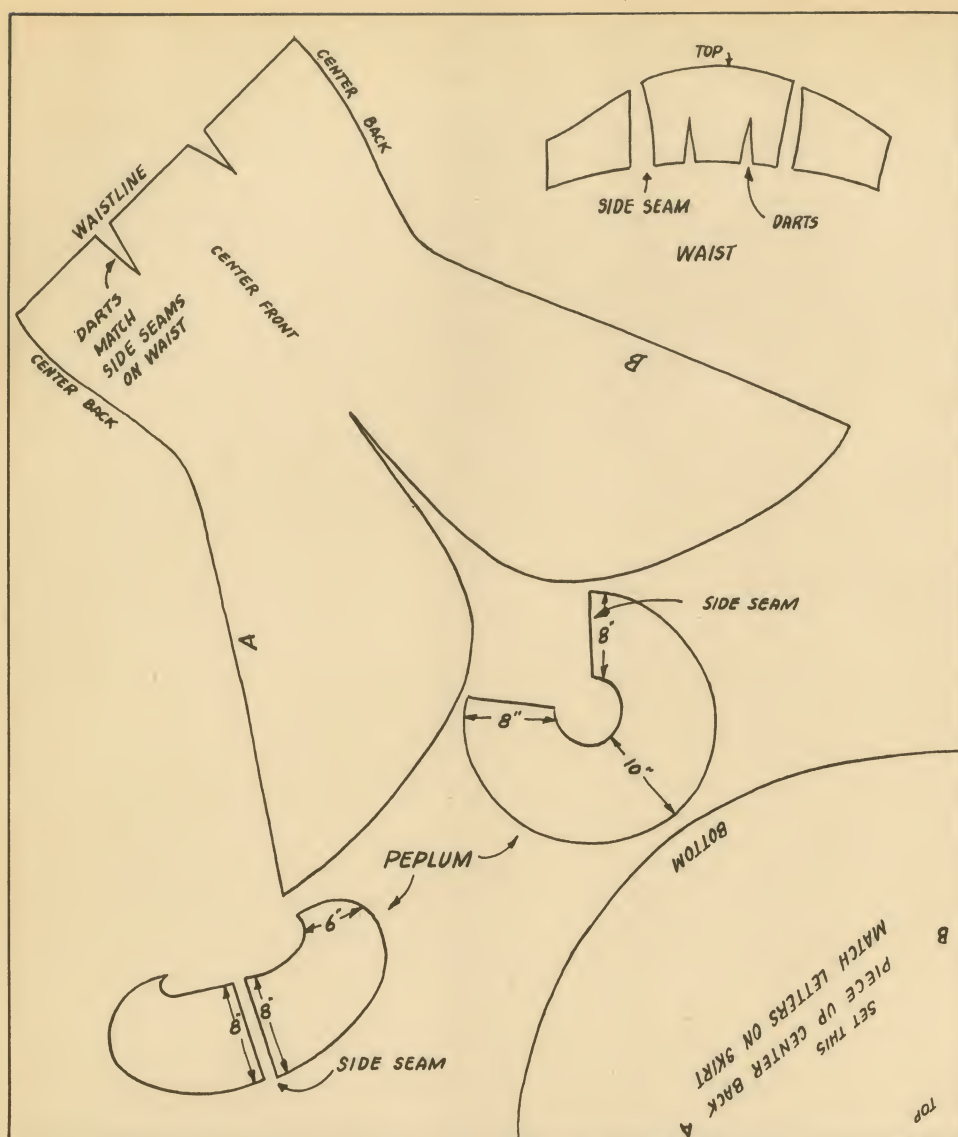 CENTER
BACK
TOP
WAISTLINE
SIDE SEAM
DARTS
WAIST
CENTER FRONT
DARTS
MATCH
SIDE SEAMS
ON WAIST
CENTER BACK
B
A
SIDE SEAM
8"
8"
10"
BOTTOM
PEPLUM
6"
8"
8"
SIDE SEAM
B
SET THIS
PIECE UP CENTER BACK
MATCH LETTERS ON SKIRT
A
TOP